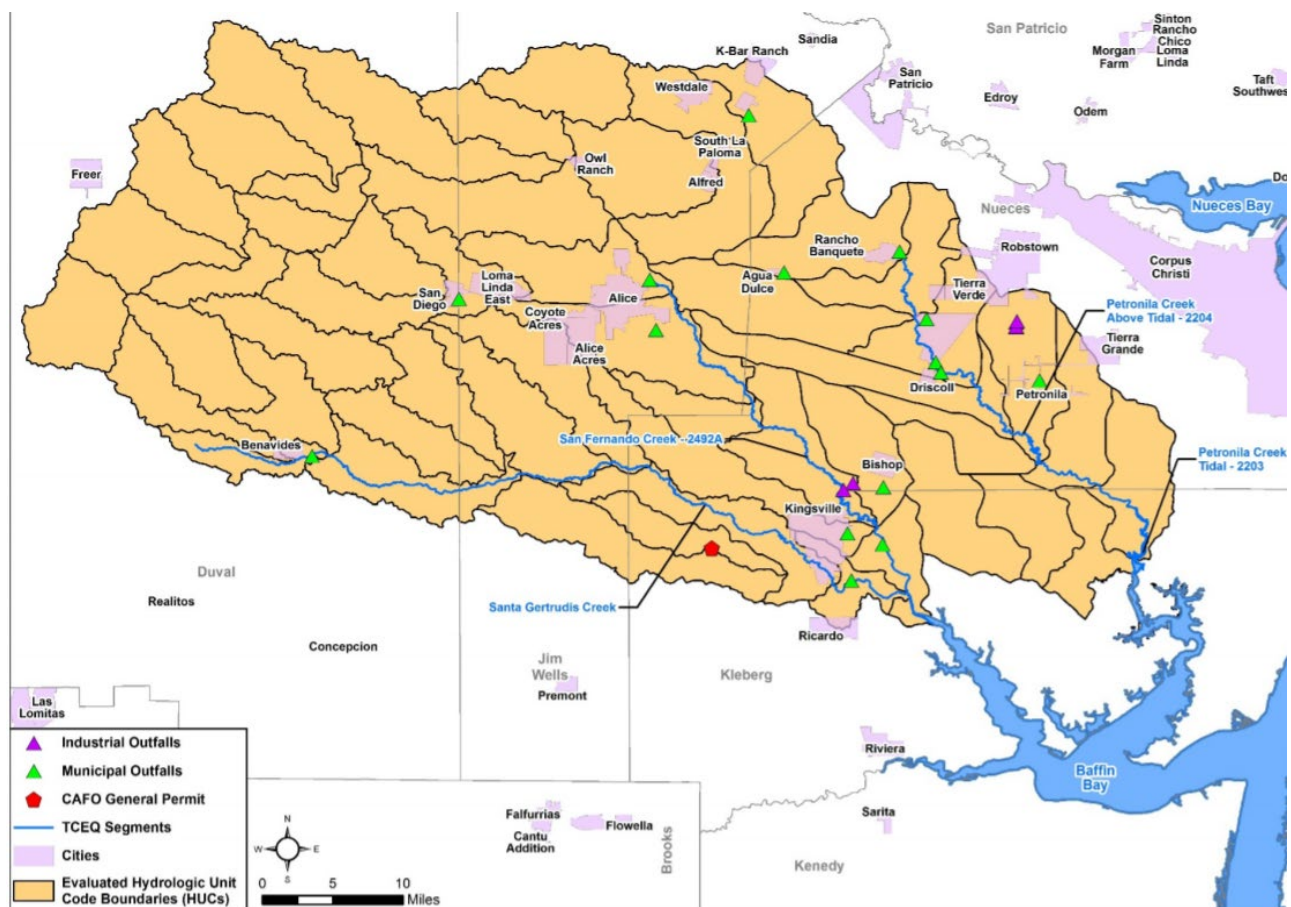 San Patricio
Sinton
Rancho
Chico
Morgan
Farm
Loma
Linda
Sandia
K-Bar Ranch
San
Patricio
Taft
Southwes
Westdale
Edroy
Odem
South La
Paloma
Owl
Ranch
Freer
Alfred
Do
Nueces Bay
Nueces
Robstown
Rancho
Banquete
Corpus
Christi
Agua
Dulce
Tierra
Verde
San
Diego
Loma
Linda
East
Alice
Coyote
Acres
Alice
Acres
Petronila Creek
Above Tidal - 2204
Tierra
Grande
Driscoll
Petronila
San Fernando Creek - 2492A
Benavides
Bishop
Petronila Creek
Tidal - 2203
Kingsville
Duval
Realitos
Santa Gertrudis Creek
Ricardo
Concepcion
Jim
Wells
Kleberg
Premont
Las
Lomitas
Riviera
Baffin
Bay
Sarita
Falfurrias
Cantu
Addition
Flowella
Brooks
Kenedy
Industrial Outfalls
Municipal Outfalls
CAFO General Permit
TCEQ Segments
Cities
Evaluated Hydrologic Unit
Code Boundaries (HUCs)
N
W
E
S
0 5 10
Miles